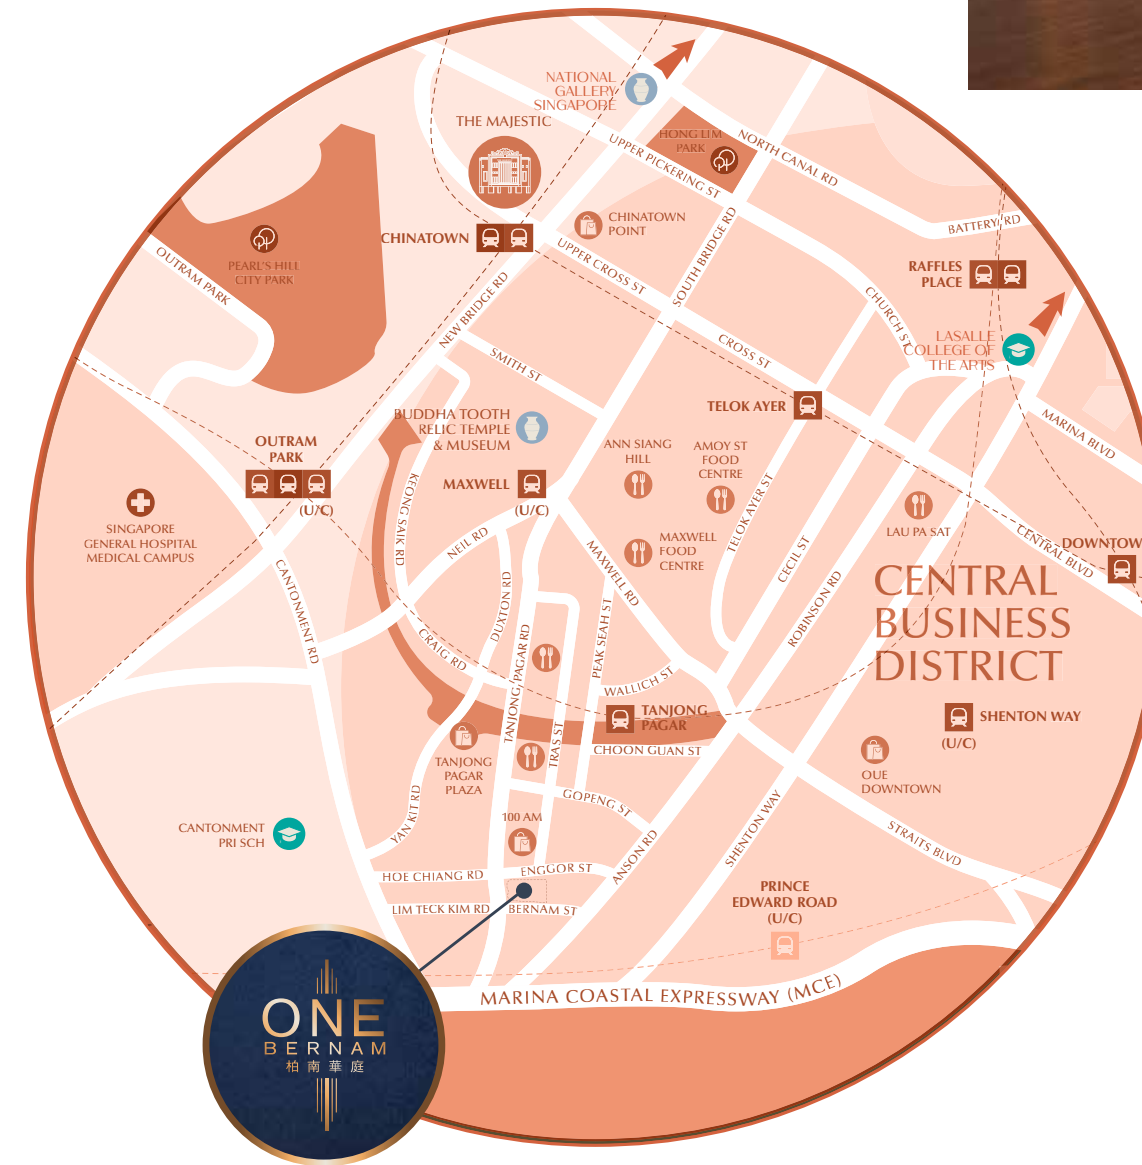 NATIONAL
GALLERY
SINGAPORE
THE MAJESTIC
HONG LIM
PARK
NORTH CANAL RD
UPPER PICKERING ST
CHINATOWN
POINT
BATTERY RD
CHINATOWN
PEARL'S HILL
CITY PARK
OUTRAM PARK
UPPER CROSS ST
SOUTH BRIDGE RD
RAFFLES
PLACE
NEW BRIDGE RD
CHURCH ST
LASALLE
COLLEGE OF
THE ARTS
SMITH ST
CROSS ST
TELOK AYER
MARINA BLVD
BUDDHA TOOTH
RELIC TEMPLE
& MUSEUM
OUTRAM
PARK
(U/C)
ANN SIANG
HILL
AMOY ST
FOOD
CENTRE
MAXWELL
(U/C)
KEONG SAIK RD
TELOK AYER ST
LAU PA SAT
SINGAPORE
GENERAL HOSPITAL
MEDICAL CAMPUS
NEIL RD
MAXWELL
FOOD
CENTRE
MAXWELL RD
CECIL ST
CENTRAL BLVD
DOWNTOW
CENTRAL
BUSINESS
DISTRICT
CANTONMENT RD
DUXTON RD
PEAK SEAH ST
ROBINSON RD
CRAIG RD
TANJONG PAGAR RD
WALLICH ST
TANJONG
PAGAR
SHENTON WAY
(U/C)
TRAS ST
CHOON GUAN ST
TANJONG
PAGAR
PLAZA
OUE
DOWNTOWN
YAN KIT RD
GOPENG ST
100 AM
CANTONMENT
PRI SCH
ANSON RD
SHENTON WAY
STRAITS BLVD
HOE CHIANG RD
ENGGOR ST
LIM TECK KIM RD
BERNAM ST
PRINCE
EDWARD ROAD
(U/C)
MARINA COASTAL EXPRESSWAY (MCE)
ONE
BERNAM
柏南華庭